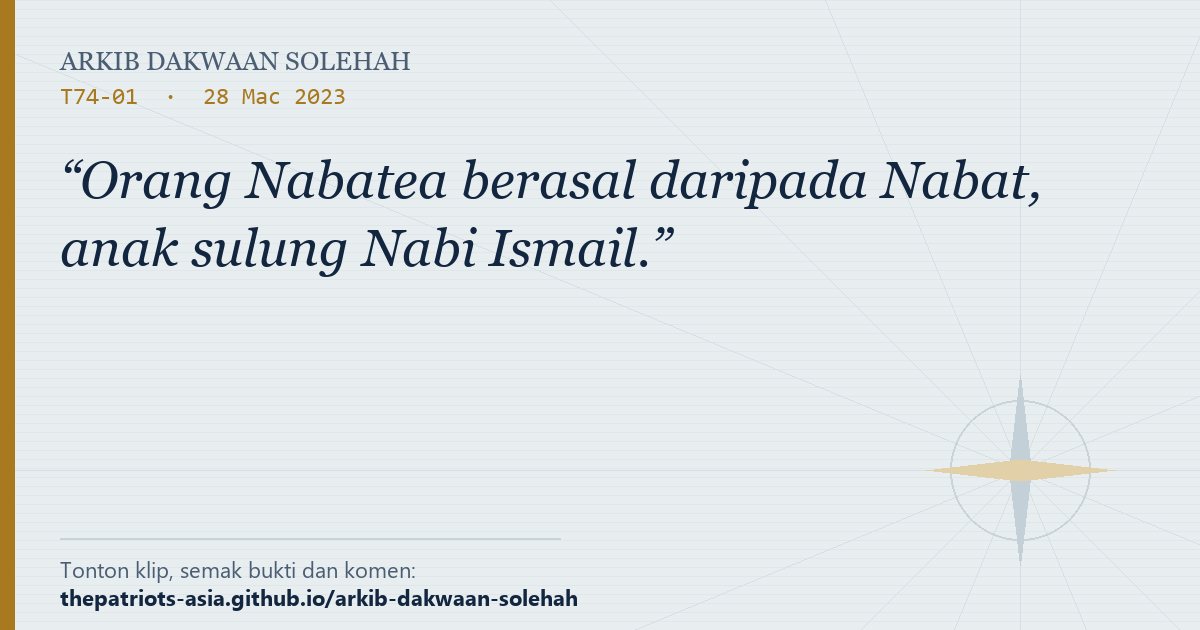 ARKIB DAKWAAN SOLEHAH
T74-01 · 28 Mac 2023
“Orang Nabatea berasal daripada Nabat,
anak sulung Nabi Ismail.”
Tonton klip, semak bukti dan komen:
thepatriots-asia.github.io/arkib-dakwaan-solehah